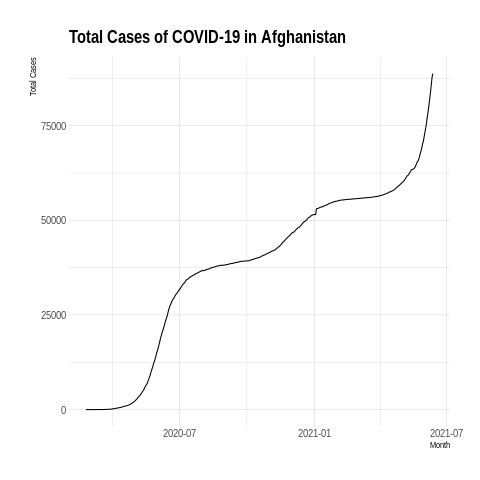 Total Cases of COVID-19 in Afghanistan
Total Cases
75000
50000
25000
0
2020-07
2021-01
2021-07
Month